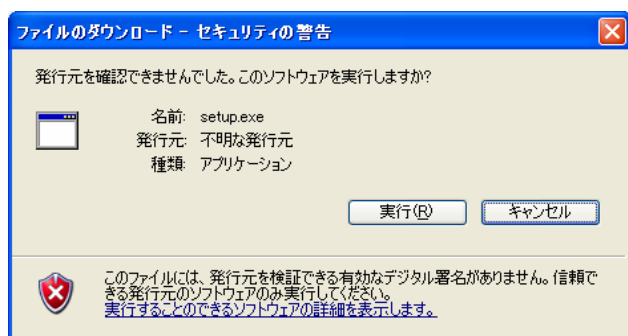 ファイルのダウンロード - セキュリティの警告
発行元を確認できませんでした。このソフトウェアを実行しますか?
名前: setup.exe
発行元: 不明な発行元
種類: アプリケーション
実行(R) キャンセル
このファイルには、発行元を検証できる有効なデジタル署名がありません。信頼で
きる発行元のソフトウェアのみ実行してください。
実行することのできるソフトウェアの詳細を表示します。